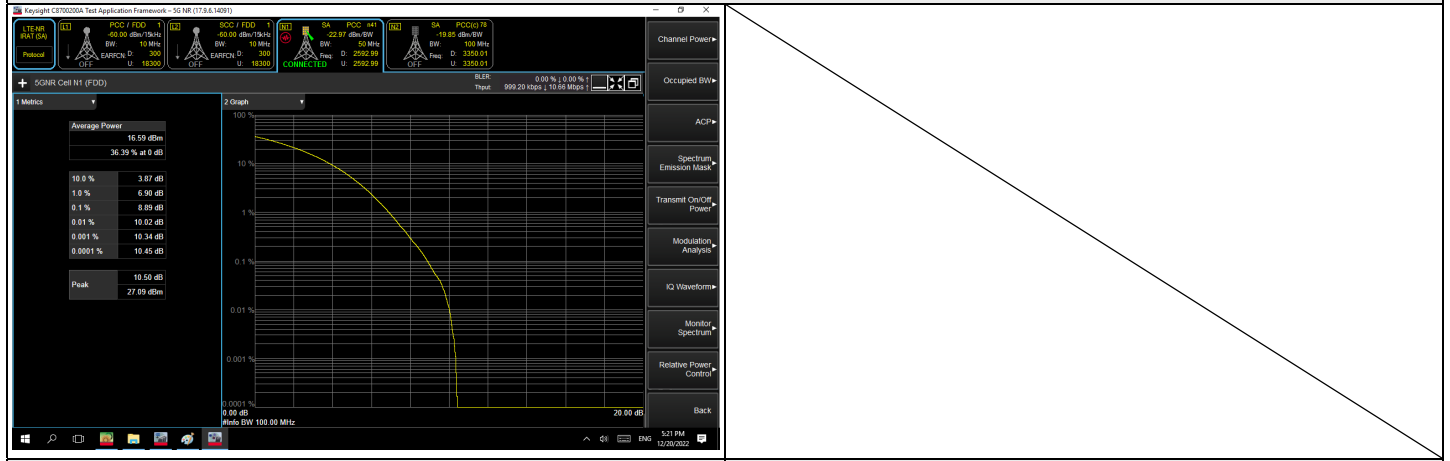 Keysight C8700200A Test Application Framework – 5G NR (17.9.6.14091)
LTE-NR
IRAT (SA)
Protocol
L1 PCC / FDD 1
-60.00 dBm/15kHz
BW: 10 MHz
EARFCN: D: 300
OFF U: 18300
L2 SCC / FDD 1
-60.00 dBm/15kHz
BW: 10 MHz
EARFCN: D: 300
OFF U: 18300
N1 SA PCC n41
-22.97 dBm/BW
BW: 50 MHz
Freq: D: 2592.99
CONNECTED U: 2592.99
N2 SA PCC(c) 78
-19.85 dBm/BW
BW: 100 MHz
Freq: D: 3350.01
OFF U: 3350.01
+ 5GNR Cell N1 (FDD)
BLER: 0.00 % ↓ 0.00 % ↑
Thput: 999.20 kbps ↓ 10.66 Mbps ↑
1 Metrics
Average Power
16.59 dBm
36.39 % at 0 dB
10.0 % 3.87 dB
1.0 % 6.90 dB
0.1 % 8.89 dB
0.01 % 10.02 dB
0.001 % 10.34 dB
0.0001 % 10.45 dB
Peak
10.50 dB
27.09 dBm
2 Graph
100 %
10 %
1 %
0.1 %
0.01 %
0.001 %
0.0001 %
0.00 dB 20.00 dB
#Info BW 100.00 MHz
Channel Power
Occupied BW
ACP
Spectrum
Emission Mask
Transmit On/Off
Power
Modulation
Analysis
IQ Waveform
Monitor
Spectrum
Relative Power
Control
Back
ENG
5:21 PM
12/20/2022